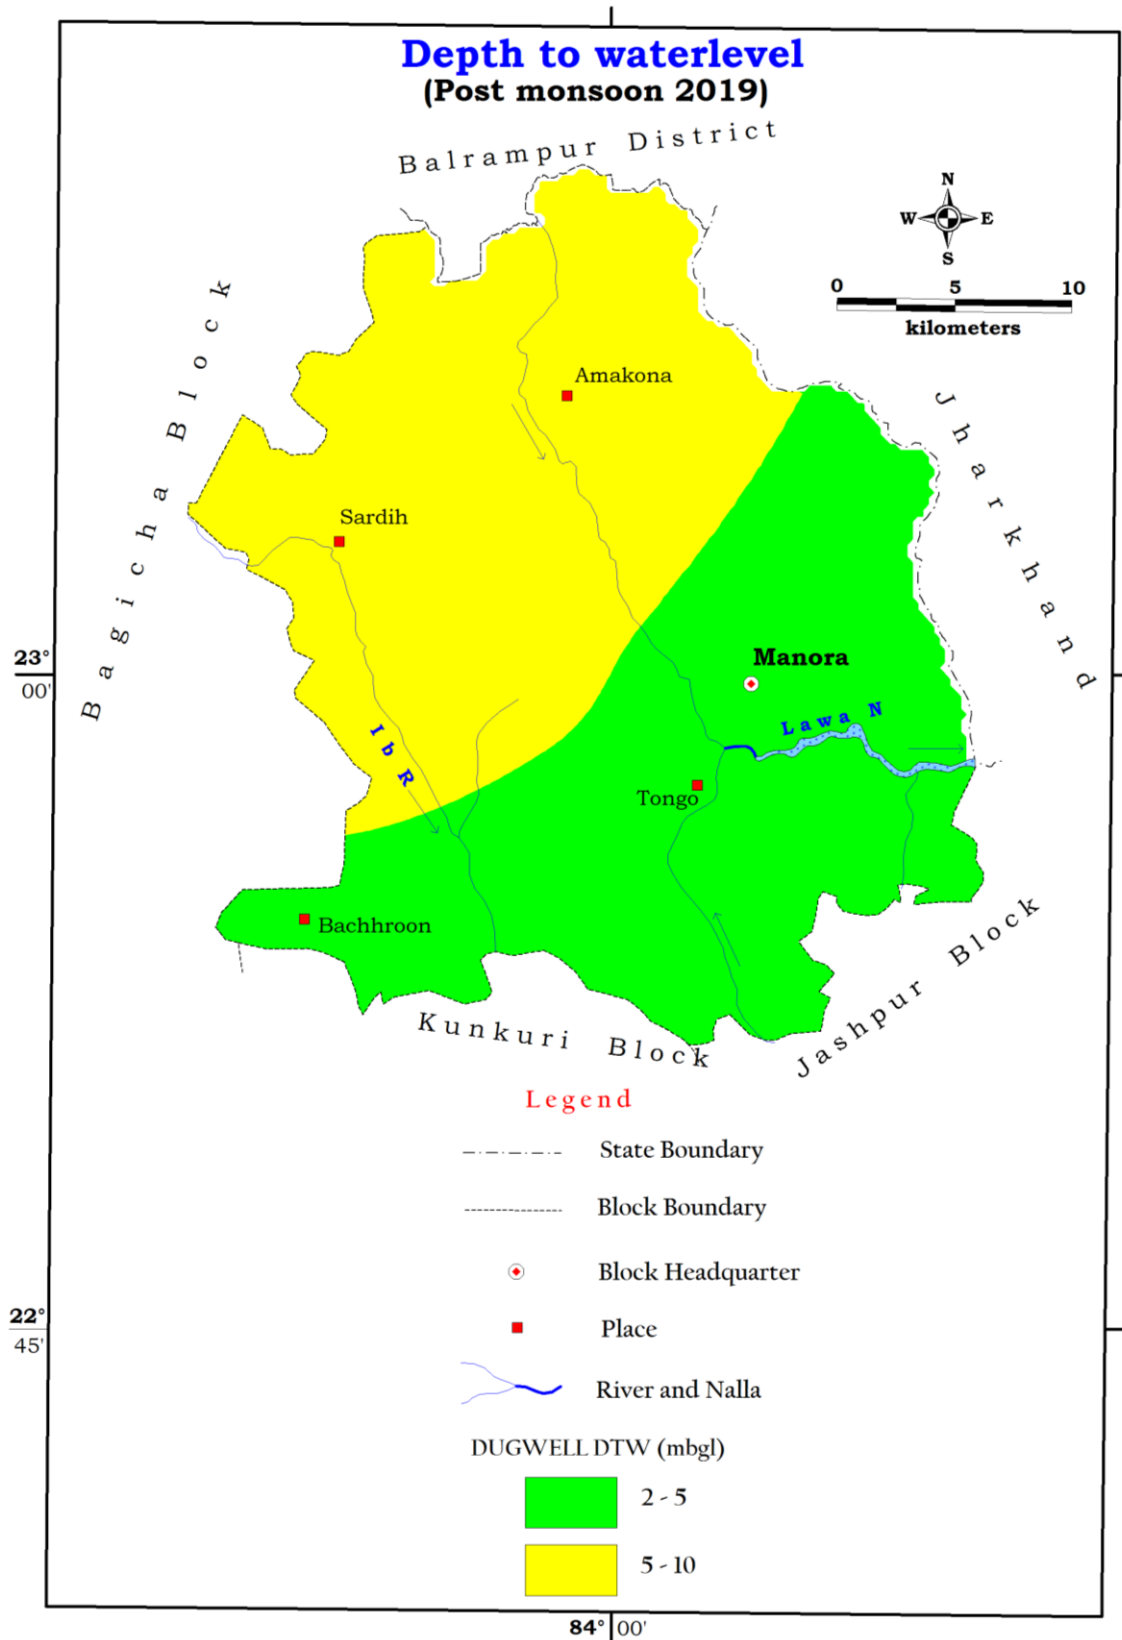 Depth to waterlevel
(Post monsoon 2019)
Balrampur District
N
W E
S
0 5 10
kilometers
Bagicha Block
Jharkhand
Amakona
Sardih
Manora
Lawa N
Ib R
Tongo
Bachhroon
Kunkuri Block
Jashpur Block
23°
00'
22°
45'
84° 00'
Legend
State Boundary
Block Boundary
Block Headquarter
Place
River and Nalla
DUGWELL DTW (mbgl)
2 - 5
5 - 10